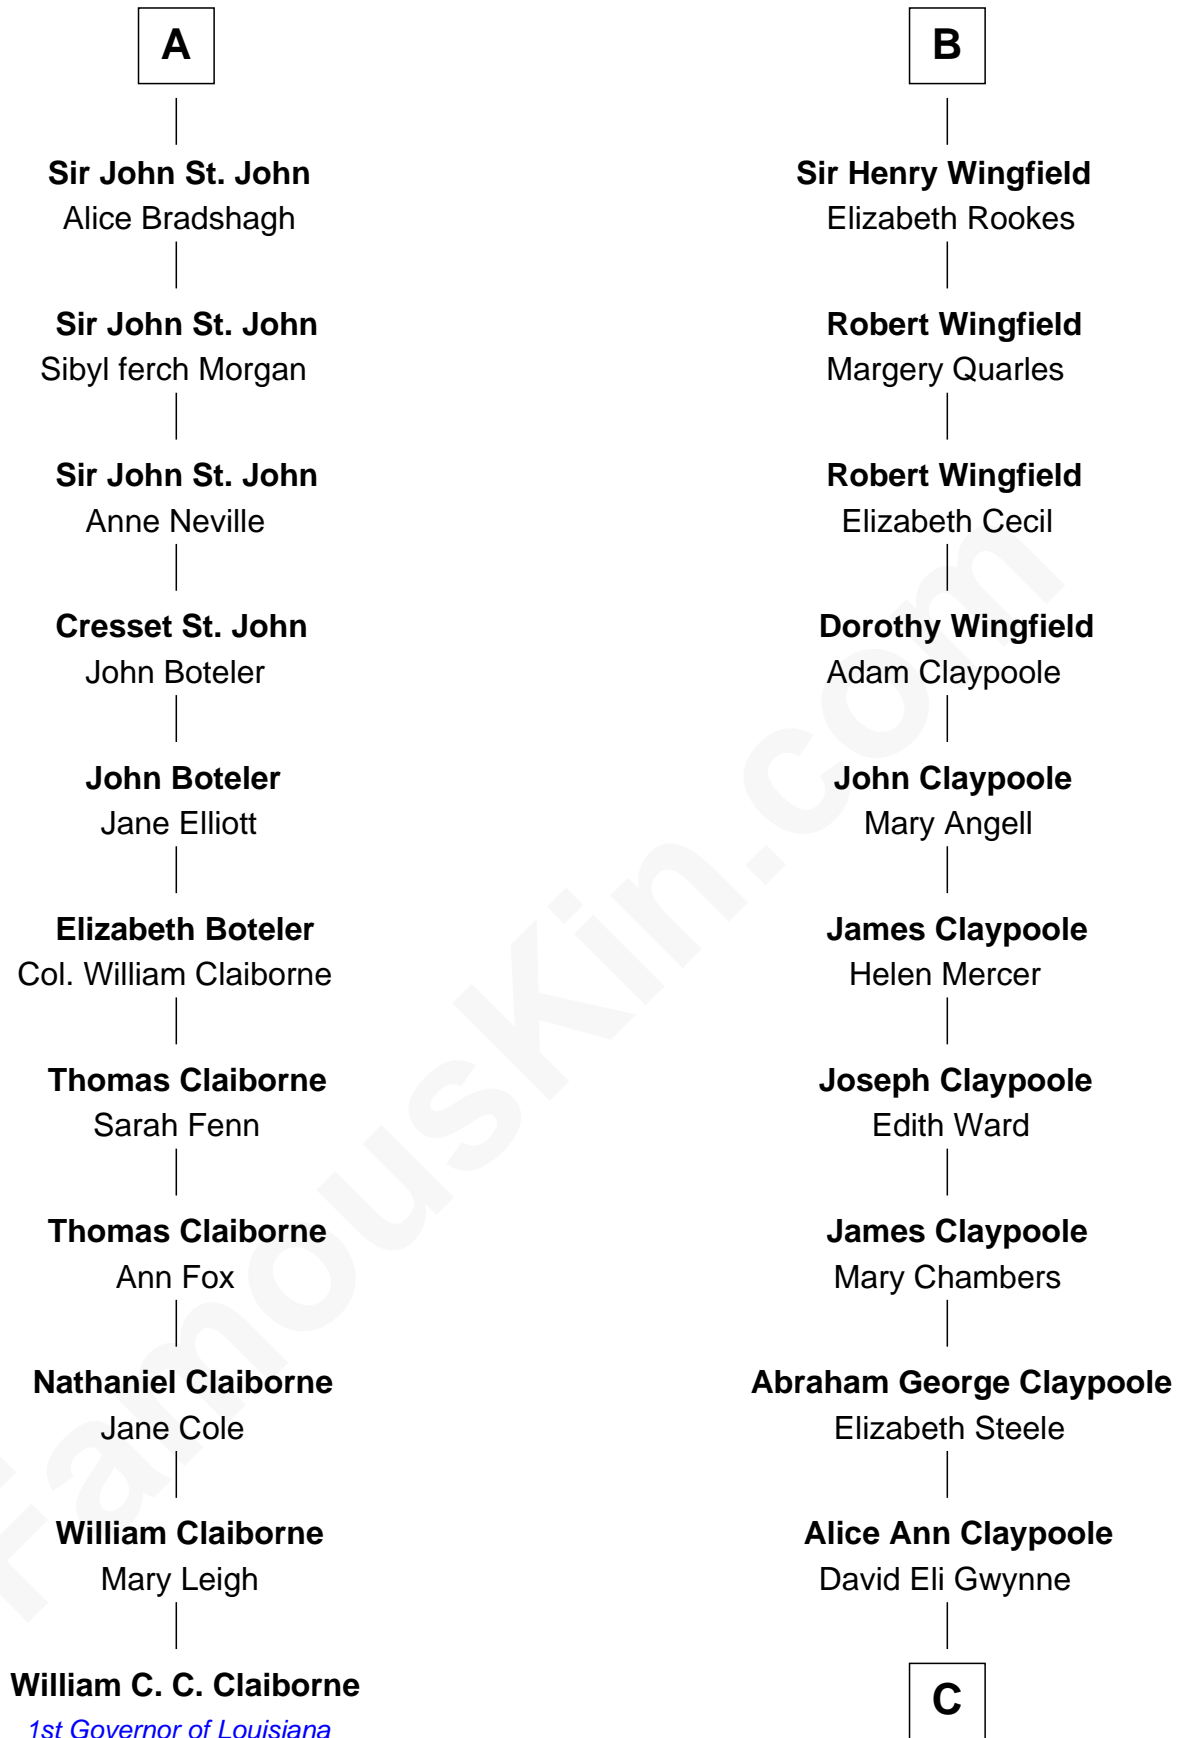 A
Sir John St. John
Alice Bradshagh
Sir John St. John
Sibyl ferch Morgan
Sir John St. John
Anne Neville
Cresset St. John
John Boteler
John Boteler
Jane Elliott
Elizabeth Boteler
Col. William Claiborne
Thomas Claiborne
Sarah Fenn
Thomas Claiborne
Ann Fox
Nathaniel Claiborne
Jane Cole
William Claiborne
Mary Leigh
William C. C. Claiborne
1st Governor of Louisiana
B
Sir Henry Wingfield
Elizabeth Rookes
Robert Wingfield
Margery Quarles
Robert Wingfield
Elizabeth Cecil
Dorothy Wingfield
Adam Claypoole
John Claypoole
Mary Angell
James Claypoole
Helen Mercer
Joseph Claypoole
Edith Ward
James Claypoole
Mary Chambers
Abraham George Claypoole
Elizabeth Steele
Alice Ann Claypoole
David Eli Gwynne
C
FamousKin.com